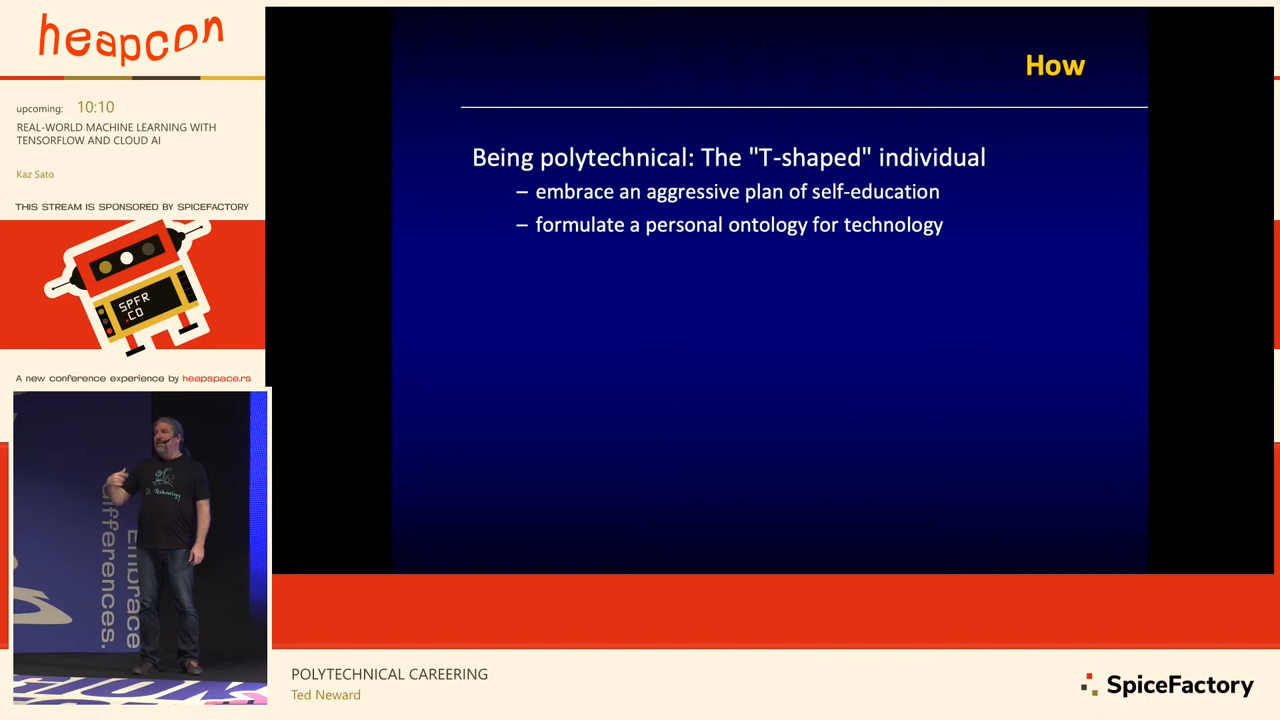 heapcon
upcoming: 10:10
REAL-WORLD MACHINE LEARNING WITH
TENSORFLOW AND CLOUD AI
Kaz Sato
THIS STREAM IS SPONSORED BY SPICEFACTORY
SPFR
.CO
A new conference experience by heapspace.rs
How
Being polytechnical: The "T-shaped" individual
– embrace an aggressive plan of self-education
– formulate a personal ontology for technology
Embrace
differences.
Technology
POLYTECHNICAL CAREERING
Ted Neward
SpiceFactory